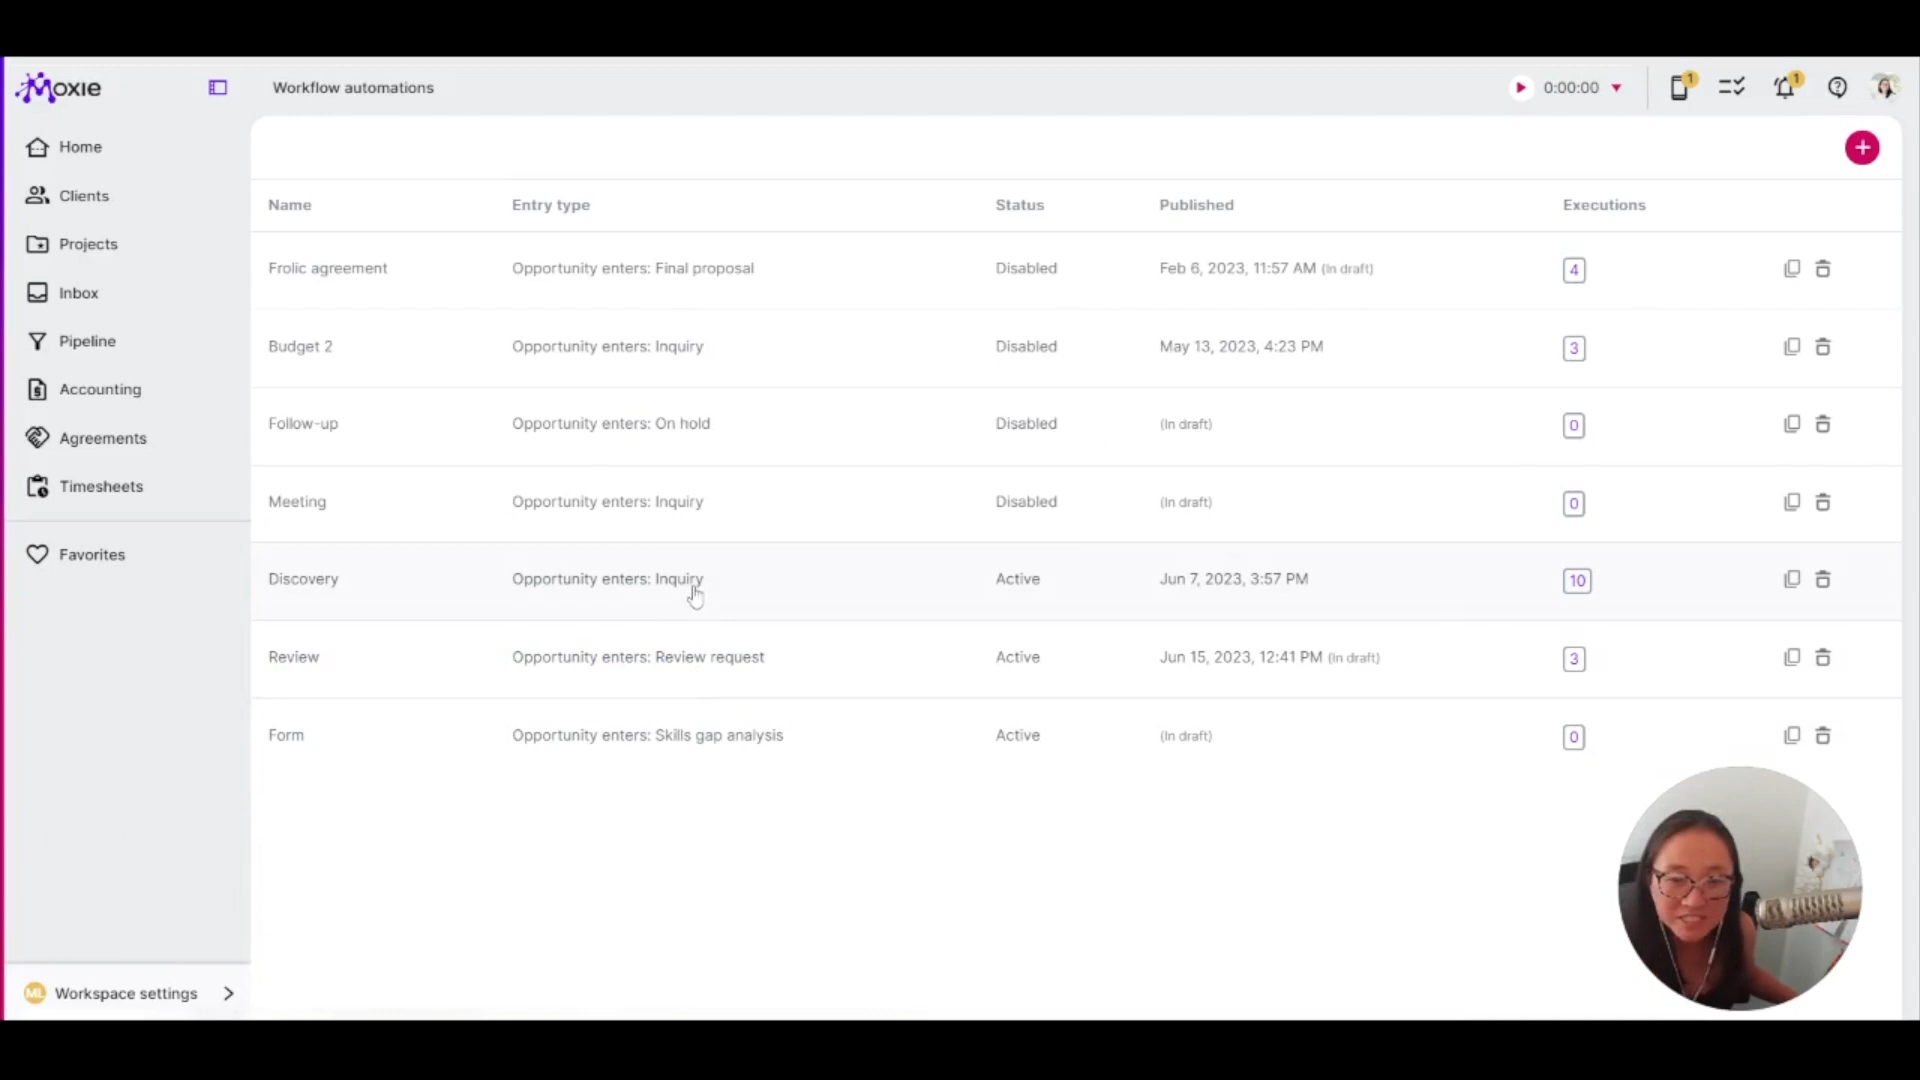 Moxie
Workflow automations
0:00:00
1
1
Home
Clients
Projects
Inbox
Pipeline
Accounting
Agreements
Timesheets
Favorites
ML Workspace settings
Name Entry type Status Published Executions
Frolic agreement Opportunity enters: Final proposal Disabled Feb 6, 2023, 11:57 AM (In draft) 4
Budget 2 Opportunity enters: Inquiry Disabled May 13, 2023, 4:23 PM 3
Follow-up Opportunity enters: On hold Disabled (In draft) 0
Meeting Opportunity enters: Inquiry Disabled (In draft) 0
Discovery Opportunity enters: Inquiry Active Jun 7, 2023, 3:57 PM 10
Review Opportunity enters: Review request Active Jun 15, 2023, 12:41 PM (In draft) 3
Form Opportunity enters: Skills gap analysis Active (In draft) 0